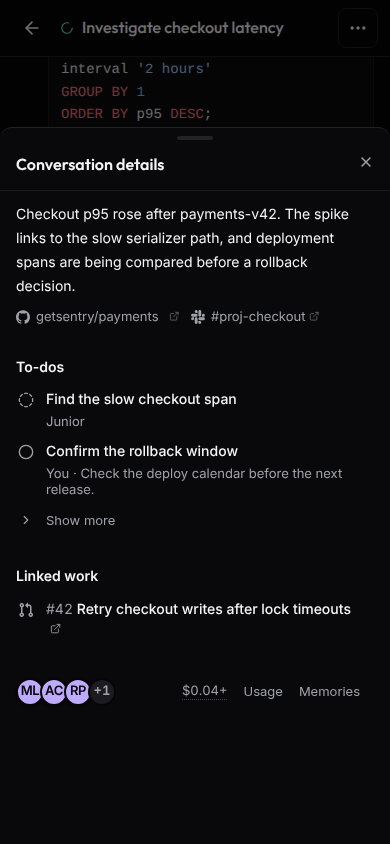 Investigate checkout latency
interval '2 hours'
GROUP BY 1
ORDER BY p95 DESC;
Conversation details
Checkout p95 rose after payments-v42. The spike
links to the slow serializer path, and deployment
spans are being compared before a rollback
decision.
getsentry/payments #proj-checkout
To-dos
Find the slow checkout span
Junior
Confirm the rollback window
You · Check the deploy calendar before the next
release.
Show more
Linked work
#42 Retry checkout writes after lock timeouts
ML AC RP +1 $0.04+ Usage Memories